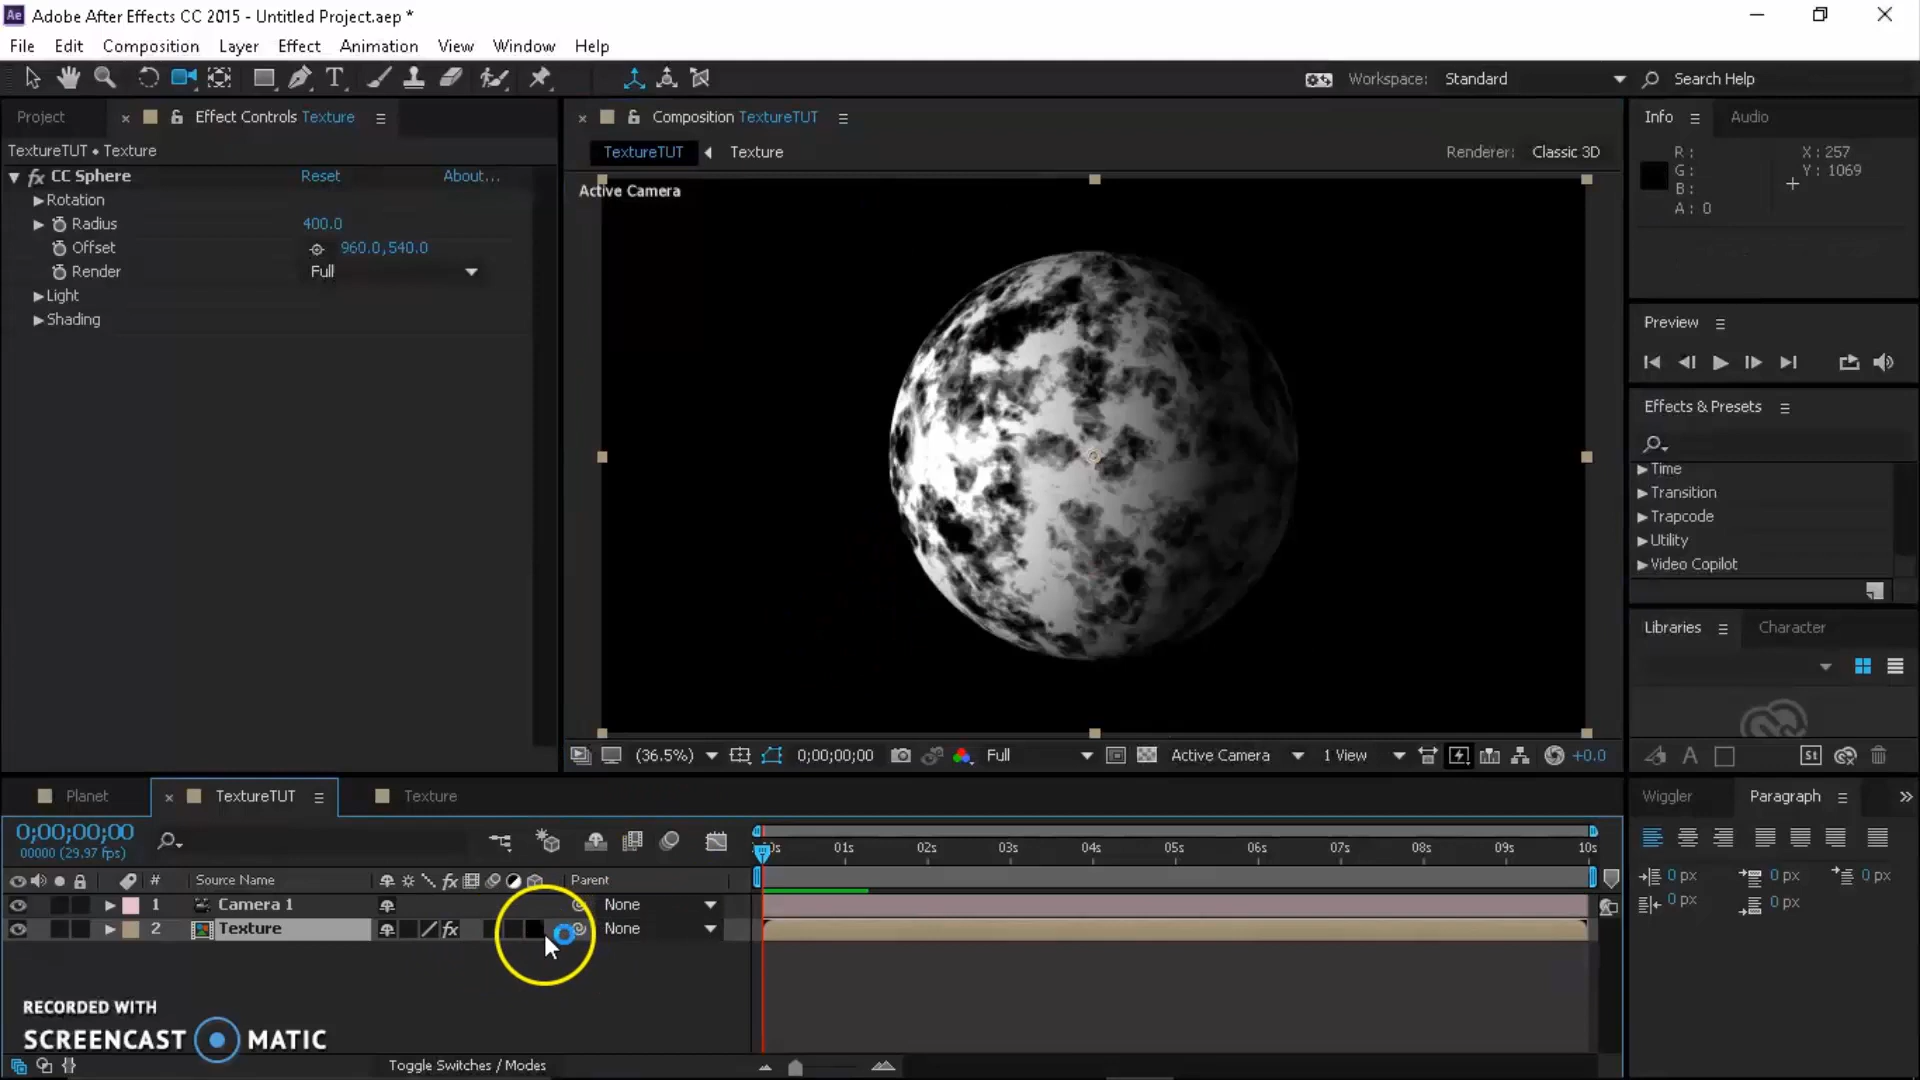 Ae Adobe After Effects CC 2015 - Untitled Project.aep *
File Edit Composition Layer Effect Animation View Window Help
Workspace: Standard Search Help
Project Effect Controls Texture
TextureTUT • Texture
fx CC Sphere Reset About...
Rotation
Radius 400.0
Offset 960.0,540.0
Render Full
Light
Shading
Composition TextureTUT
TextureTUT Texture Renderer: Classic 3D
Active Camera
(36.5%) 0;00;00;00 Full Active Camera 1 View +0.0
Info Audio
R: X: 257
G: Y: 1069
B:
A: 0
Preview
Effects & Presets
Time
Transition
Trapcode
Utility
Video Copilot
Libraries Character
St
Planet TextureTUT Texture
0;00;00;00
00000 (29.97 fps)
0s 01s 02s 03s 04s 05s 06s 07s 08s 09s 10s
# Source Name fx Parent
1 Camera 1 None
2 Texture fx None
RECORDED WITH
SCREENCAST MATIC
Toggle Switches / Modes
Wiggler Paragraph
0 px 0 px 0 px
0 px 0 px